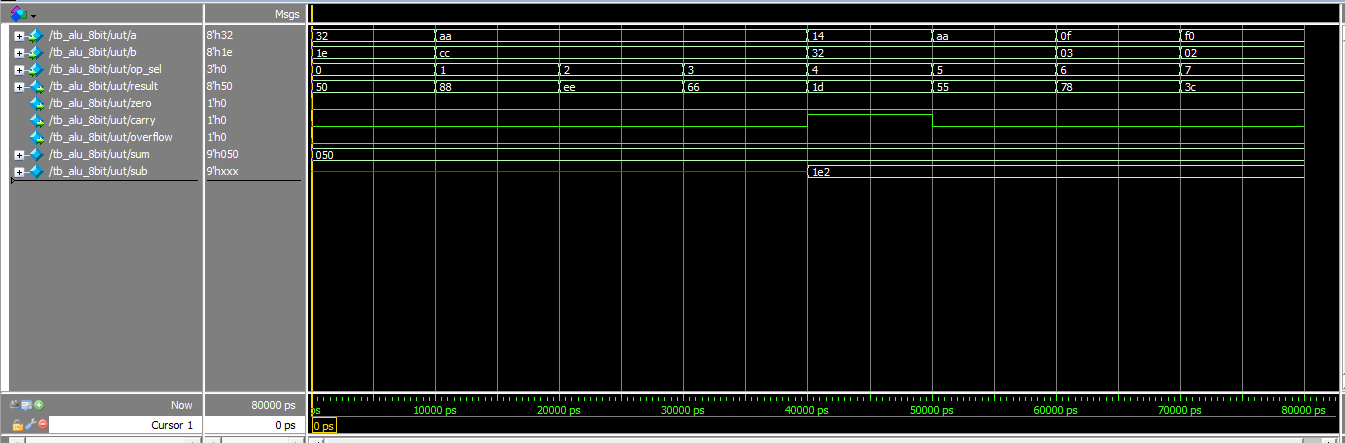 Msgs
/tb_alu_8bit/uut/a 8'h32 32 aa 14 aa 0f f0
/tb_alu_8bit/uut/b 8'h1e 1e cc 32 03 02
/tb_alu_8bit/uut/op_sel 3'h0 0 1 2 3 4 5 6 7
/tb_alu_8bit/uut/result 8'h50 50 88 ee 66 1d 55 78 3c
/tb_alu_8bit/uut/zero 1'h0
/tb_alu_8bit/uut/carry 1'h0
/tb_alu_8bit/uut/overflow 1'h0
/tb_alu_8bit/uut/sum 9'h050 050
/tb_alu_8bit/uut/sub 9'hxxx 1e2
Now 80000 ps ps 10000 ps 20000 ps 30000 ps 40000 ps 50000 ps 60000 ps 70000 ps 80000 ps
Cursor 1 0 ps 0 ps